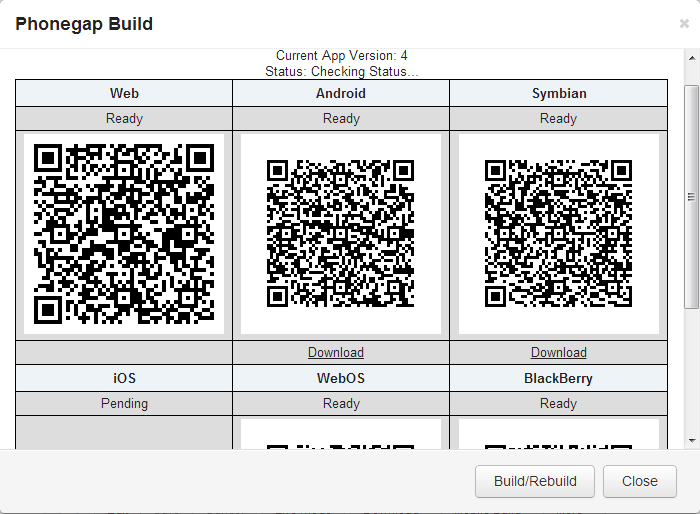 Phonegap Build
Current App Version: 4
Status: Checking Status...
Web Android Symbian
Ready Ready Ready
Download Download
iOS WebOS BlackBerry
Pending Ready Ready
Build/Rebuild Close